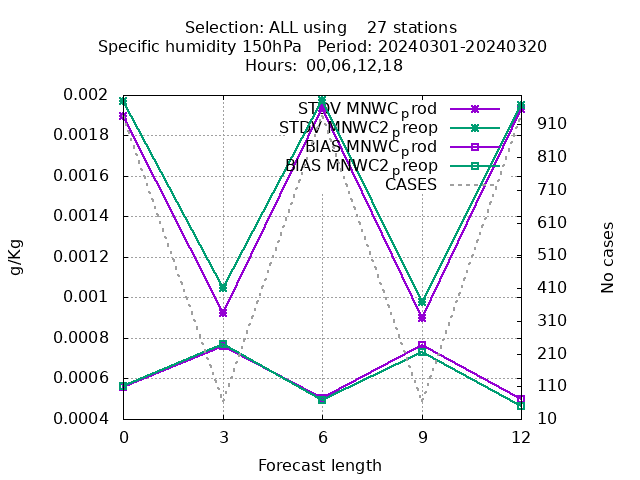 Selection: ALL using    27 stations
Specific humidity 150hPa   Period: 20240301-20240320
Hours: 00,06,12,18
0.002
0.0018
0.0016
0.0014
0.0012
0.001
0.0008
0.0006
0.0004
g/Kg
STDV MNWC_prod
STDV MNWC2_preop
BIAS MNWC_prod
BIAS MNWC2_preop
CASES
910
810
710
610
510
410
310
210
110
10
No cases
0
3
6
9
12
Forecast length